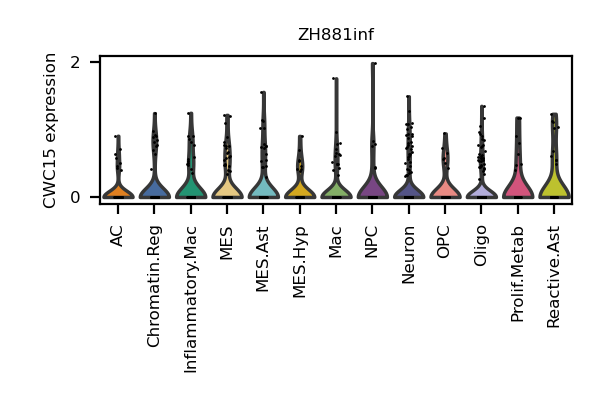 ZH881inf
CWC15 expression
2
0
AC
Chromatin.Reg
Inflammatory.Mac
MES
MES.Ast
MES.Hyp
Mac
NPC
Neuron
OPC
Oligo
Prolif.Metab
Reactive.Ast